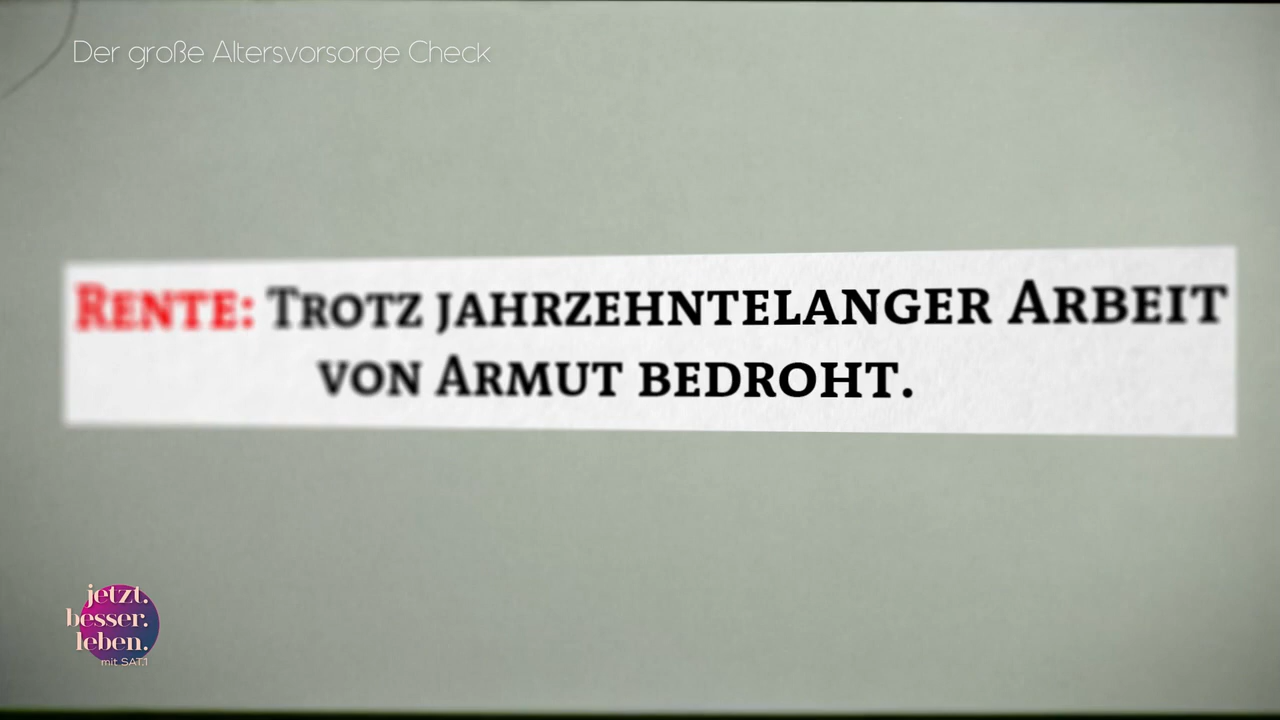 Der große Altersvorsorge Check
Rente: Trotz jahrzehntelanger Arbeit
von Armut bedroht.
jetzt.
besser.
leben.
mit SAT.1